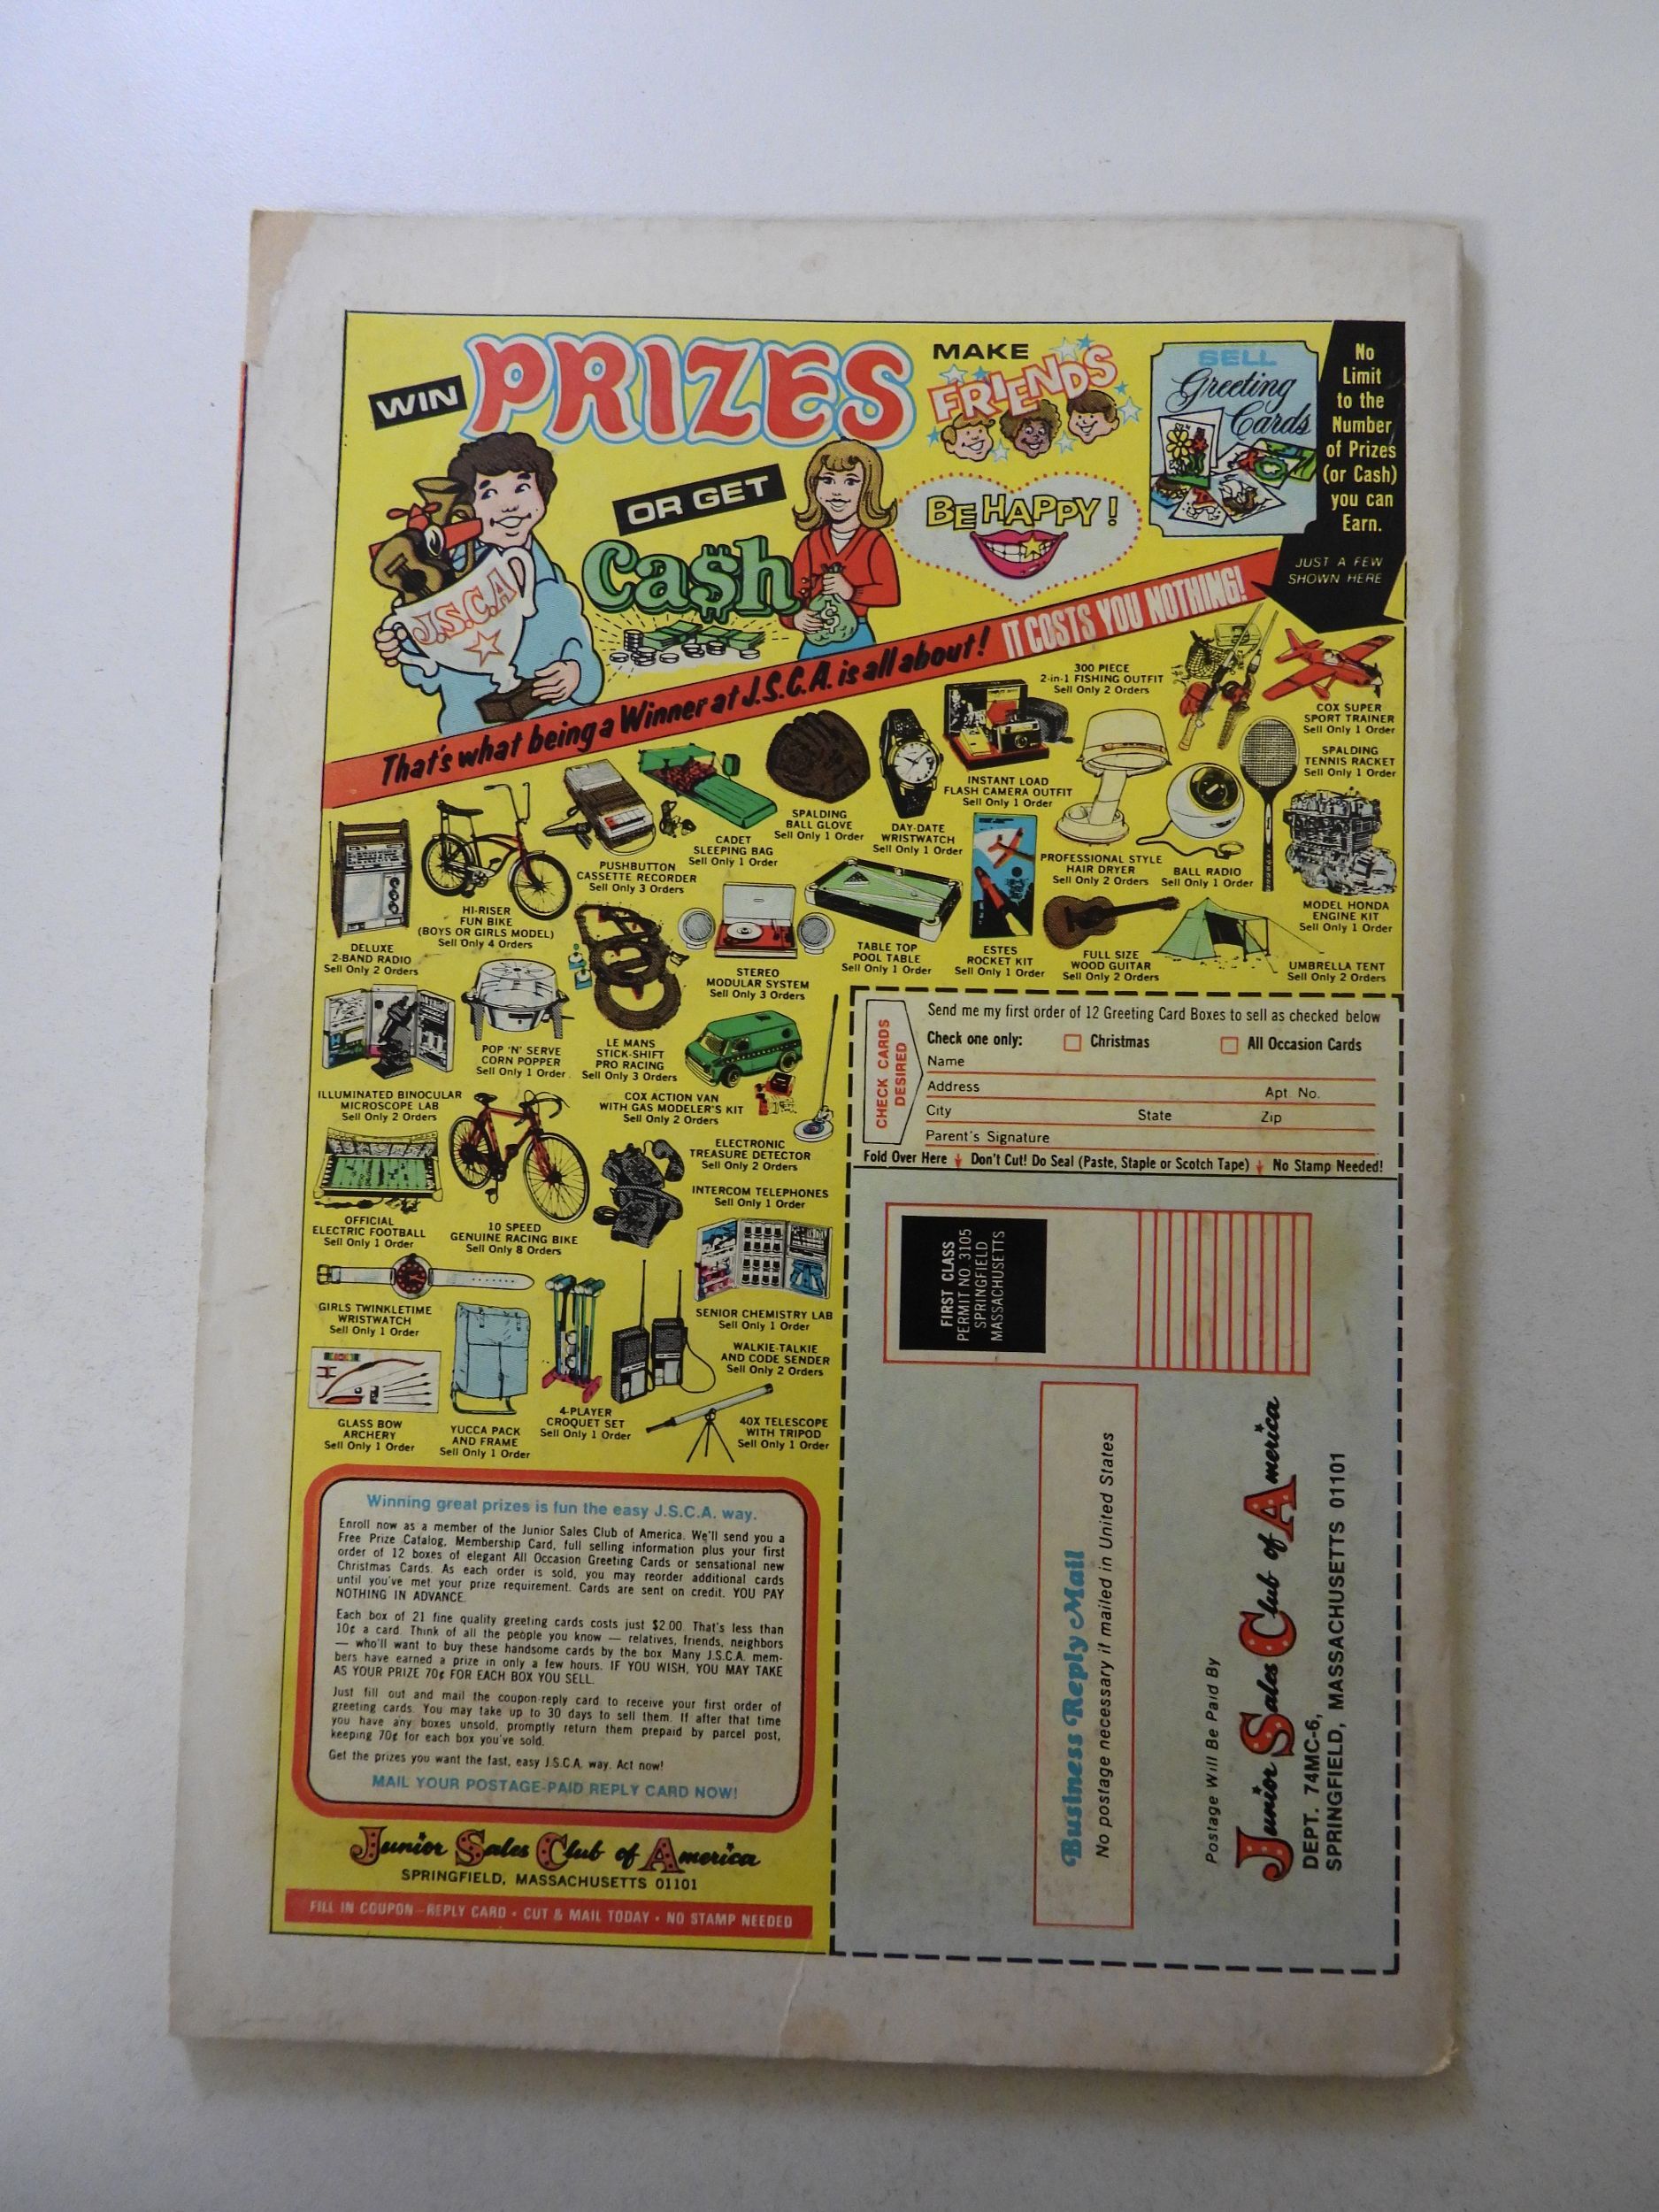 WIN PRIZES
MAKE FRIENDS
SELL
Greeting
Cards
No
Limit
to the
Number
of Prizes
(or Cash)
you can
Earn.
JUST A FEW
SHOWN HERE
OR GET
Ca$h
BE HAPPY!
J.S.C.A.
$
That's what being a Winner at J.S.C.A. is all about! IT COSTS YOU NOTHING!
300 PIECE
2-in-1 FISHING OUTFIT
Sell Only 2 Orders
COX SUPER
SPORT TRAINER
Sell Only 1 Order
SPALDING
TENNIS RACKET
Sell Only 1 Order
INSTANT LOAD
FLASH CAMERA OUTFIT
Sell Only 1 Order
SPALDING
BALL GLOVE
Sell Only 1 Order
DAY-DATE
WRISTWATCH
Sell Only 1 Order
CADET
SLEEPING BAG
Sell Only 1 Order
PUSHBUTTON
CASSETTE RECORDER
Sell Only 3 Orders
PROFESSIONAL STYLE
HAIR DRYER
Sell Only 2 Orders
BALL RADIO
Sell Only 1 Order
MODEL HONDA
ENGINE KIT
Sell Only 1 Order
HI-RISER
FUN BIKE
(BOYS OR GIRLS MODEL)
Sell Only 4 Orders
DELUXE
2-BAND RADIO
Sell Only 2 Orders
STEREO
MODULAR SYSTEM
Sell Only 3 Orders
TABLE TOP
POOL TABLE
Sell Only 1 Order
ESTES
ROCKET KIT
Sell Only 1 Order
FULL SIZE
WOOD GUITAR
Sell Only 2 Orders
UMBRELLA TENT
Sell Only 2 Orders
POP 'N' SERVE
CORN POPPER
Sell Only 1 Order
LE MANS
STICK-SHIFT
PRO RACING
Sell Only 3 Orders
ILLUMINATED BINOCULAR
MICROSCOPE LAB
Sell Only 2 Orders
COX ACTION VAN
WITH GAS MODELER'S KIT
Sell Only 2 Orders
ELECTRONIC
TREASURE DETECTOR
Sell Only 2 Orders
INTERCOM TELEPHONES
Sell Only 1 Order
OFFICIAL
ELECTRIC FOOTBALL
Sell Only 1 Order
10 SPEED
GENUINE RACING BIKE
Sell Only 8 Orders
GIRLS TWINKLETIME
WRISTWATCH
Sell Only 1 Order
SENIOR CHEMISTRY LAB
Sell Only 1 Order
WALKIE-TALKIE
AND CODE SENDER
Sell Only 2 Orders
GLASS BOW
ARCHERY
Sell Only 1 Order
YUCCA PACK
AND FRAME
Sell Only 1 Order
4-PLAYER
CROQUET SET
Sell Only 1 Order
40X TELESCOPE
WITH TRIPOD
Sell Only 1 Order
Winning great prizes is fun the easy J.S.C.A. way.
Enroll now as a member of the Junior Sales Club of America. We'll send you a
Free Prize Catalog, Membership Card, full selling information plus your first
order of 12 boxes of elegant All Occasion Greeting Cards or sensational new
Christmas Cards. As each order is sold, you may reorder additional cards
until you've met your prize requirement. Cards are sent on credit. YOU PAY
NOTHING IN ADVANCE.
Each box of 21 fine quality greeting cards costs just $2.00. That's less than
10¢ a card. Think of all the people you know — relatives, friends, neighbors
— who'll want to buy these handsome cards by the box. Many J.S.C.A. mem-
bers have earned a prize in only a few hours. IF YOU WISH, YOU MAY TAKE
AS YOUR PRIZE 70¢ FOR EACH BOX YOU SELL.
Just fill out and mail the coupon-reply card to receive your first order of
greeting cards. You may take up to 30 days to sell them. If after that time
you have any boxes unsold, promptly return them prepaid by parcel post,
keeping 70¢ for each box you've sold.
Get the prizes you want the fast, easy J.S.C.A. way. Act now!
MAIL YOUR POSTAGE-PAID REPLY CARD NOW!
Junior Sales Club of America
SPRINGFIELD, MASSACHUSETTS 01101
FILL IN COUPON-REPLY CARD • CUT & MAIL TODAY • NO STAMP NEEDED
CHECK CARDS
DESIRED
Send me my first order of 12 Greeting Card Boxes to sell as checked below
Check one only: Christmas All Occasion Cards
Name
Address Apt. No.
City State Zip
Parent's Signature
Fold Over Here Don't Cut! Do Seal (Paste, Staple or Scotch Tape) No Stamp Needed!
FIRST CLASS
PERMIT NO. 3105
SPRINGFIELD
MASSACHUSETTS
Business Reply Mail
No postage necessary if mailed in United States
Postage Will Be Paid By
Junior Sales Club of America
DEPT. 74MC-6,
SPRINGFIELD, MASSACHUSETTS 01101